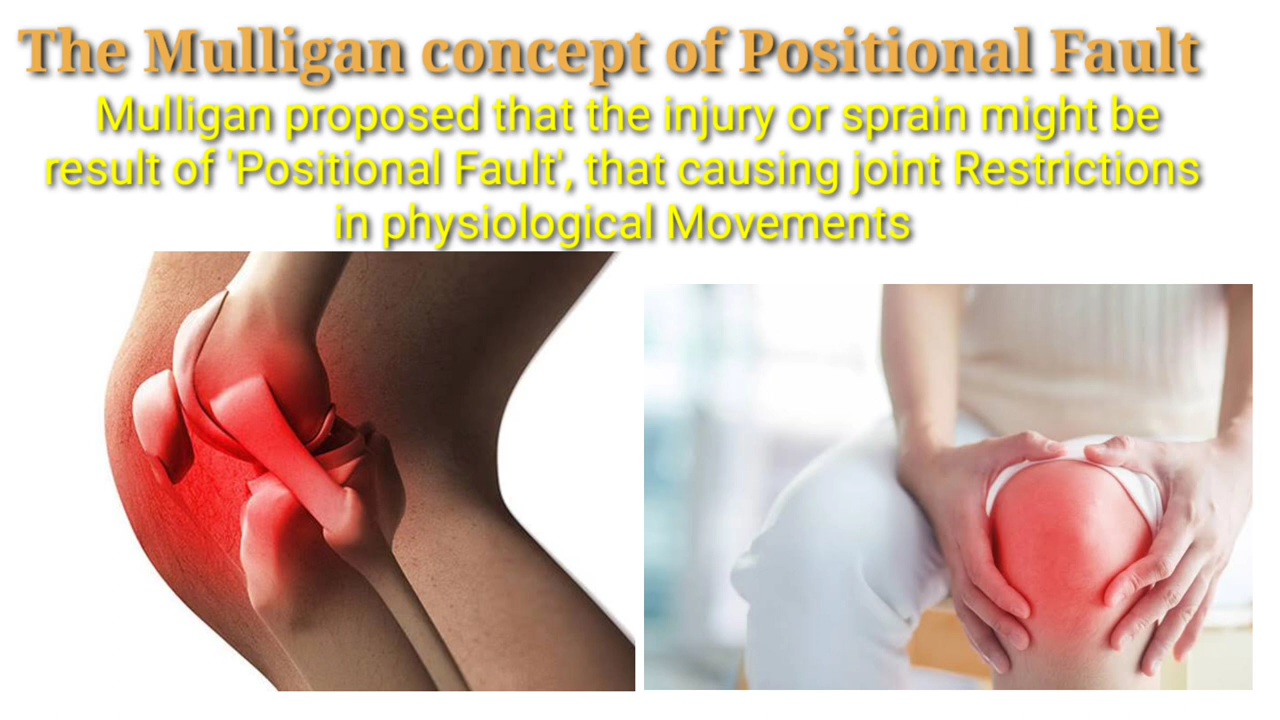 The Mulligan concept of Positional Fault
Mulligan proposed that the injury or sprain might be
result of 'Positional Fault', that causing joint Restrictions
in physiological Movements